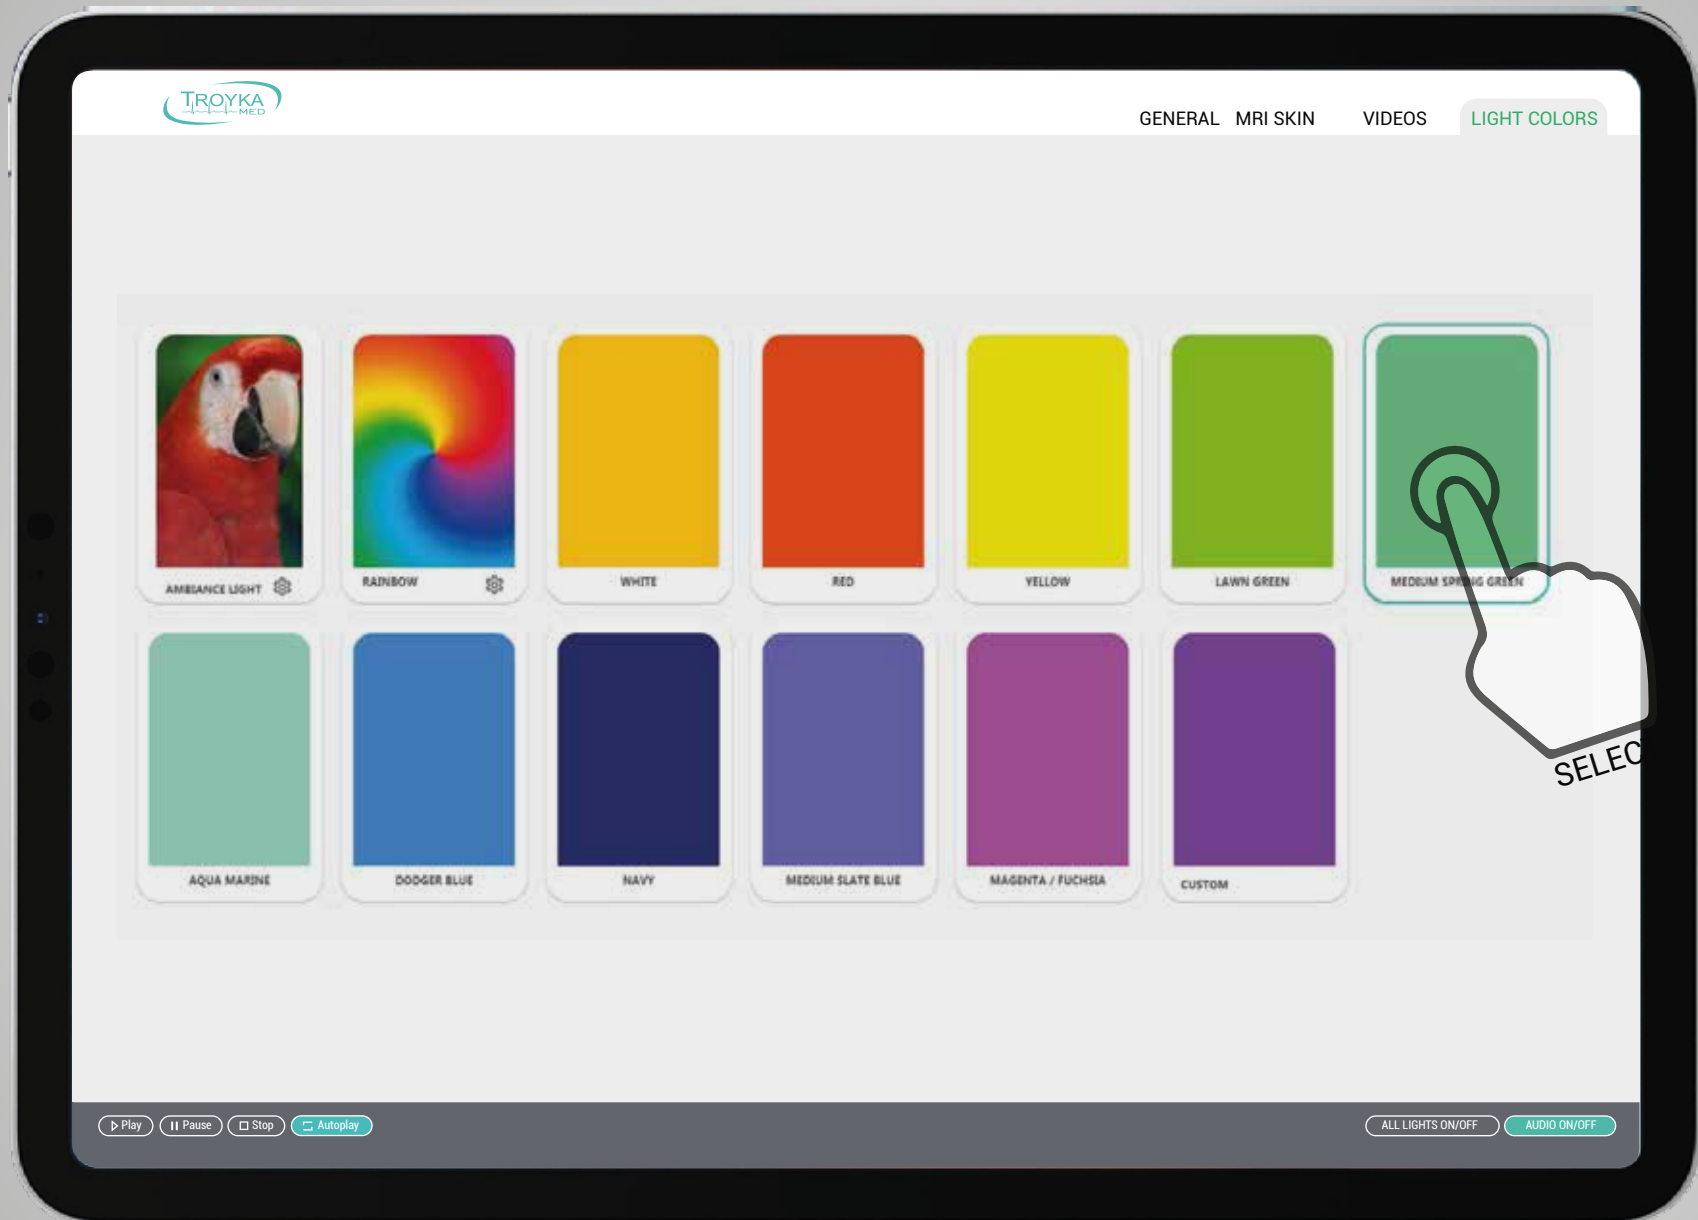 TROYKA
MED
GENERAL MRI SKIN VIDEOS LIGHT COLORS
AMBIANCE LIGHT
RAINBOW
WHITE
RED
YELLOW
LAWN GREEN
MEDIUM SPRING GREEN
AQUA MARINE
DODGER BLUE
NAVY
MEDIUM SLATE BLUE
MAGENTA / FUCHSIA
CUSTOM
SELEC
Play Pause Stop Autoplay
ALL LIGHTS ON/OFF AUDIO ON/OFF